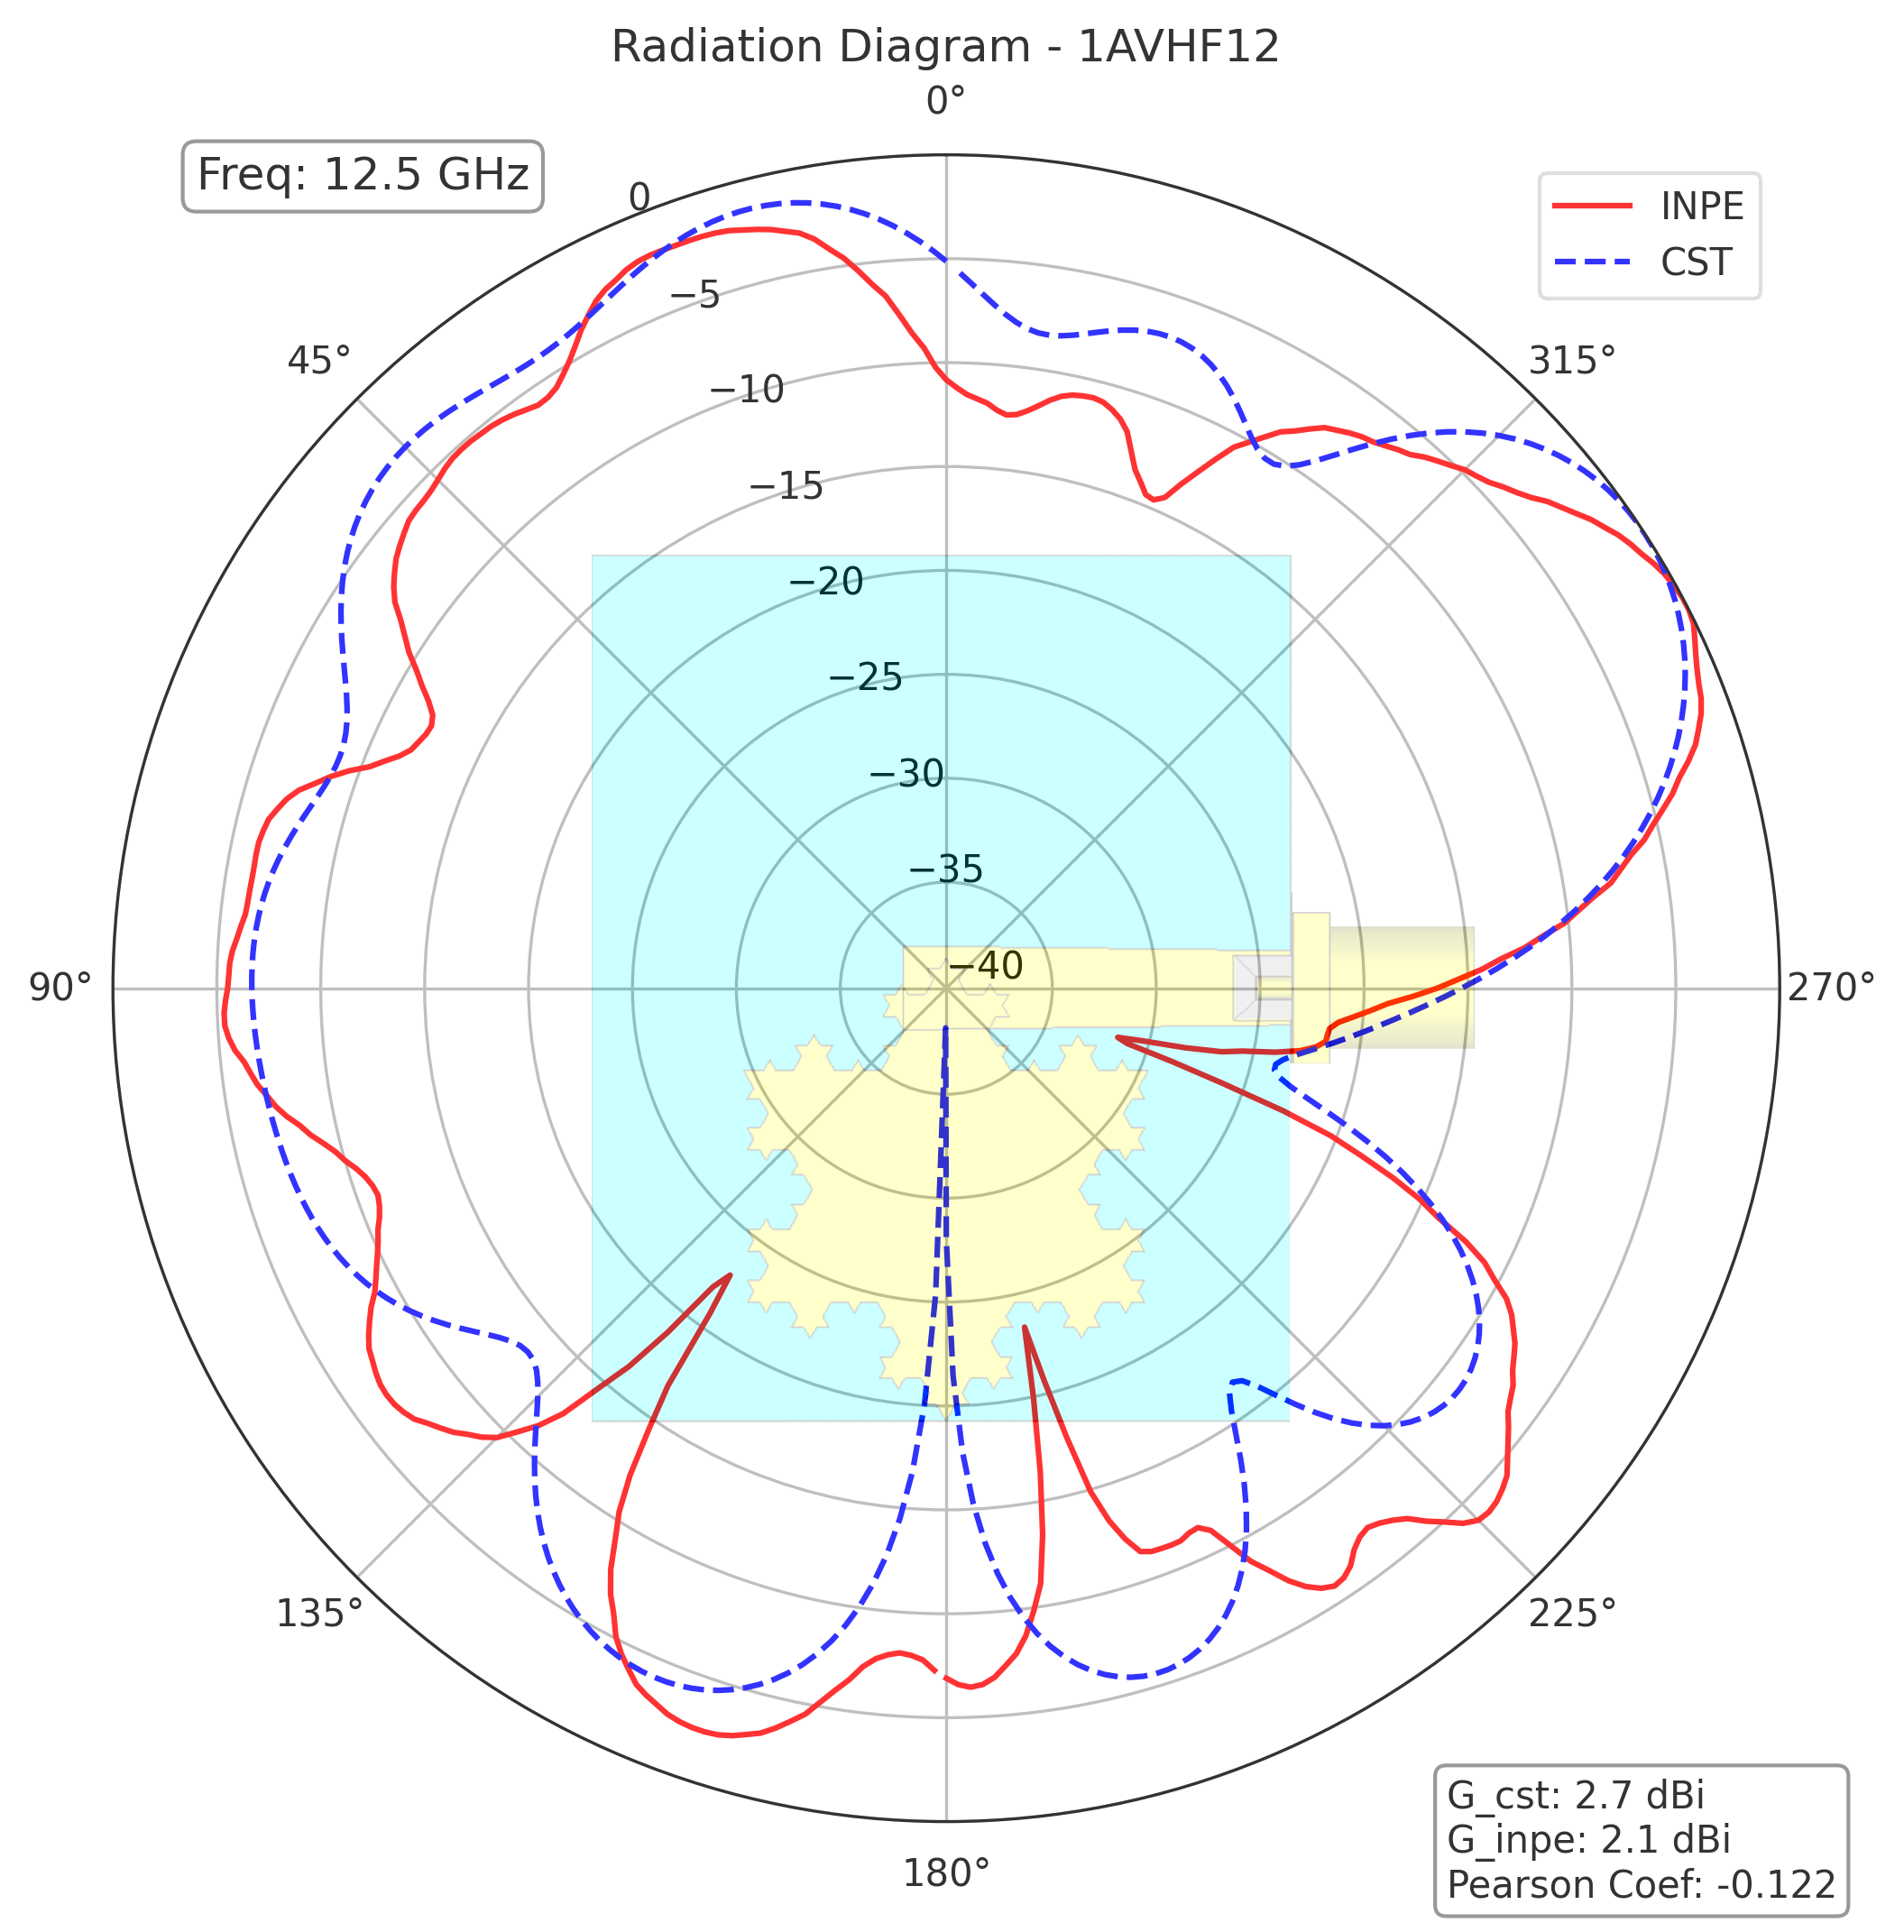 Radiation Diagram - 1AVHF12
0°
Freq: 12.5 GHz
0
INPE
CST
−5
45°
315°
−10
−15
−20
−25
−30
−35
−40
90°
270°
135°
225°
G_cst: 2.7 dBi
G_inpe: 2.1 dBi
Pearson Coef: -0.122
180°